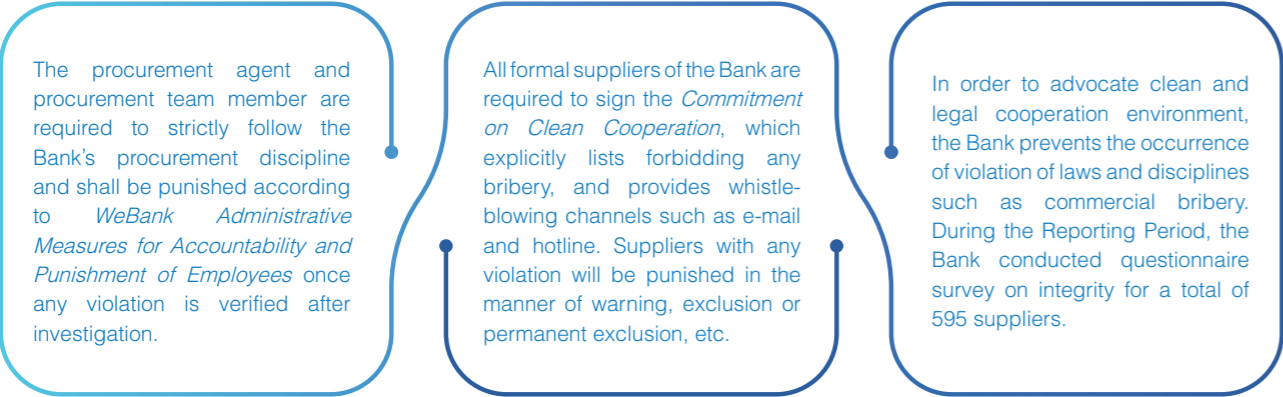 The procurement agent and
procurement team member are
required to strictly follow the
Bank's procurement discipline
and shall be punished according
to WeBank Administrative
Measures for Accountability and
Punishment of Employees once
any violation is verified after
investigation.
All formal suppliers of the Bank are
required to sign the Commitment
on Clean Cooperation, which
explicitly lists forbidding any
bribery, and provides whistle-
blowing channels such as e-mail
and hotline. Suppliers with any
violation will be punished in the
manner of warning, exclusion or
permanent exclusion, etc.
In order to advocate clean and
legal cooperation environment,
the Bank prevents the occurrence
of violation of laws and disciplines
such as commercial bribery.
During the Reporting Period, the
Bank conducted questionnaire
survey on integrity for a total of
595 suppliers.